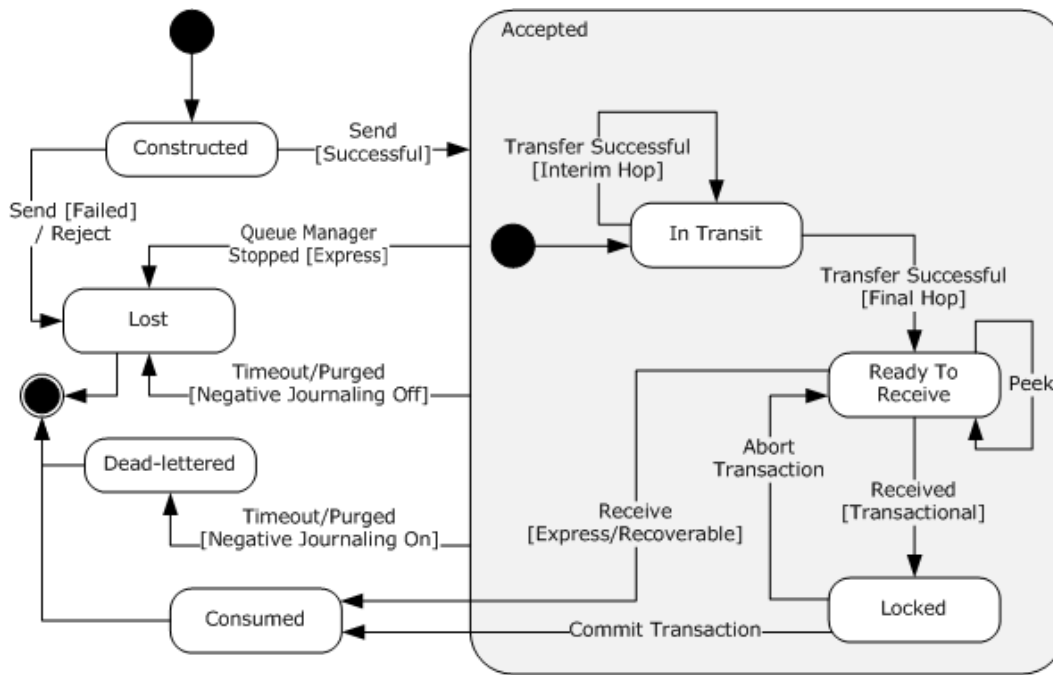 Accepted
Constructed
Send
[Successful]
Transfer Successful
[Interim Hop]
Send [Failed]
/ Reject
Queue Manager
Stopped [Express]
In Transit
Transfer Successful
[Final Hop]
Lost
Timeout/Purged
[Negative Journaling Off]
Ready To
Receive
Peek
Dead-lettered
Abort
Transaction
Timeout/Purged
[Negative Journaling On]
Receive
[Express/Recoverable]
Received
[Transactional]
Consumed
Locked
Commit Transaction